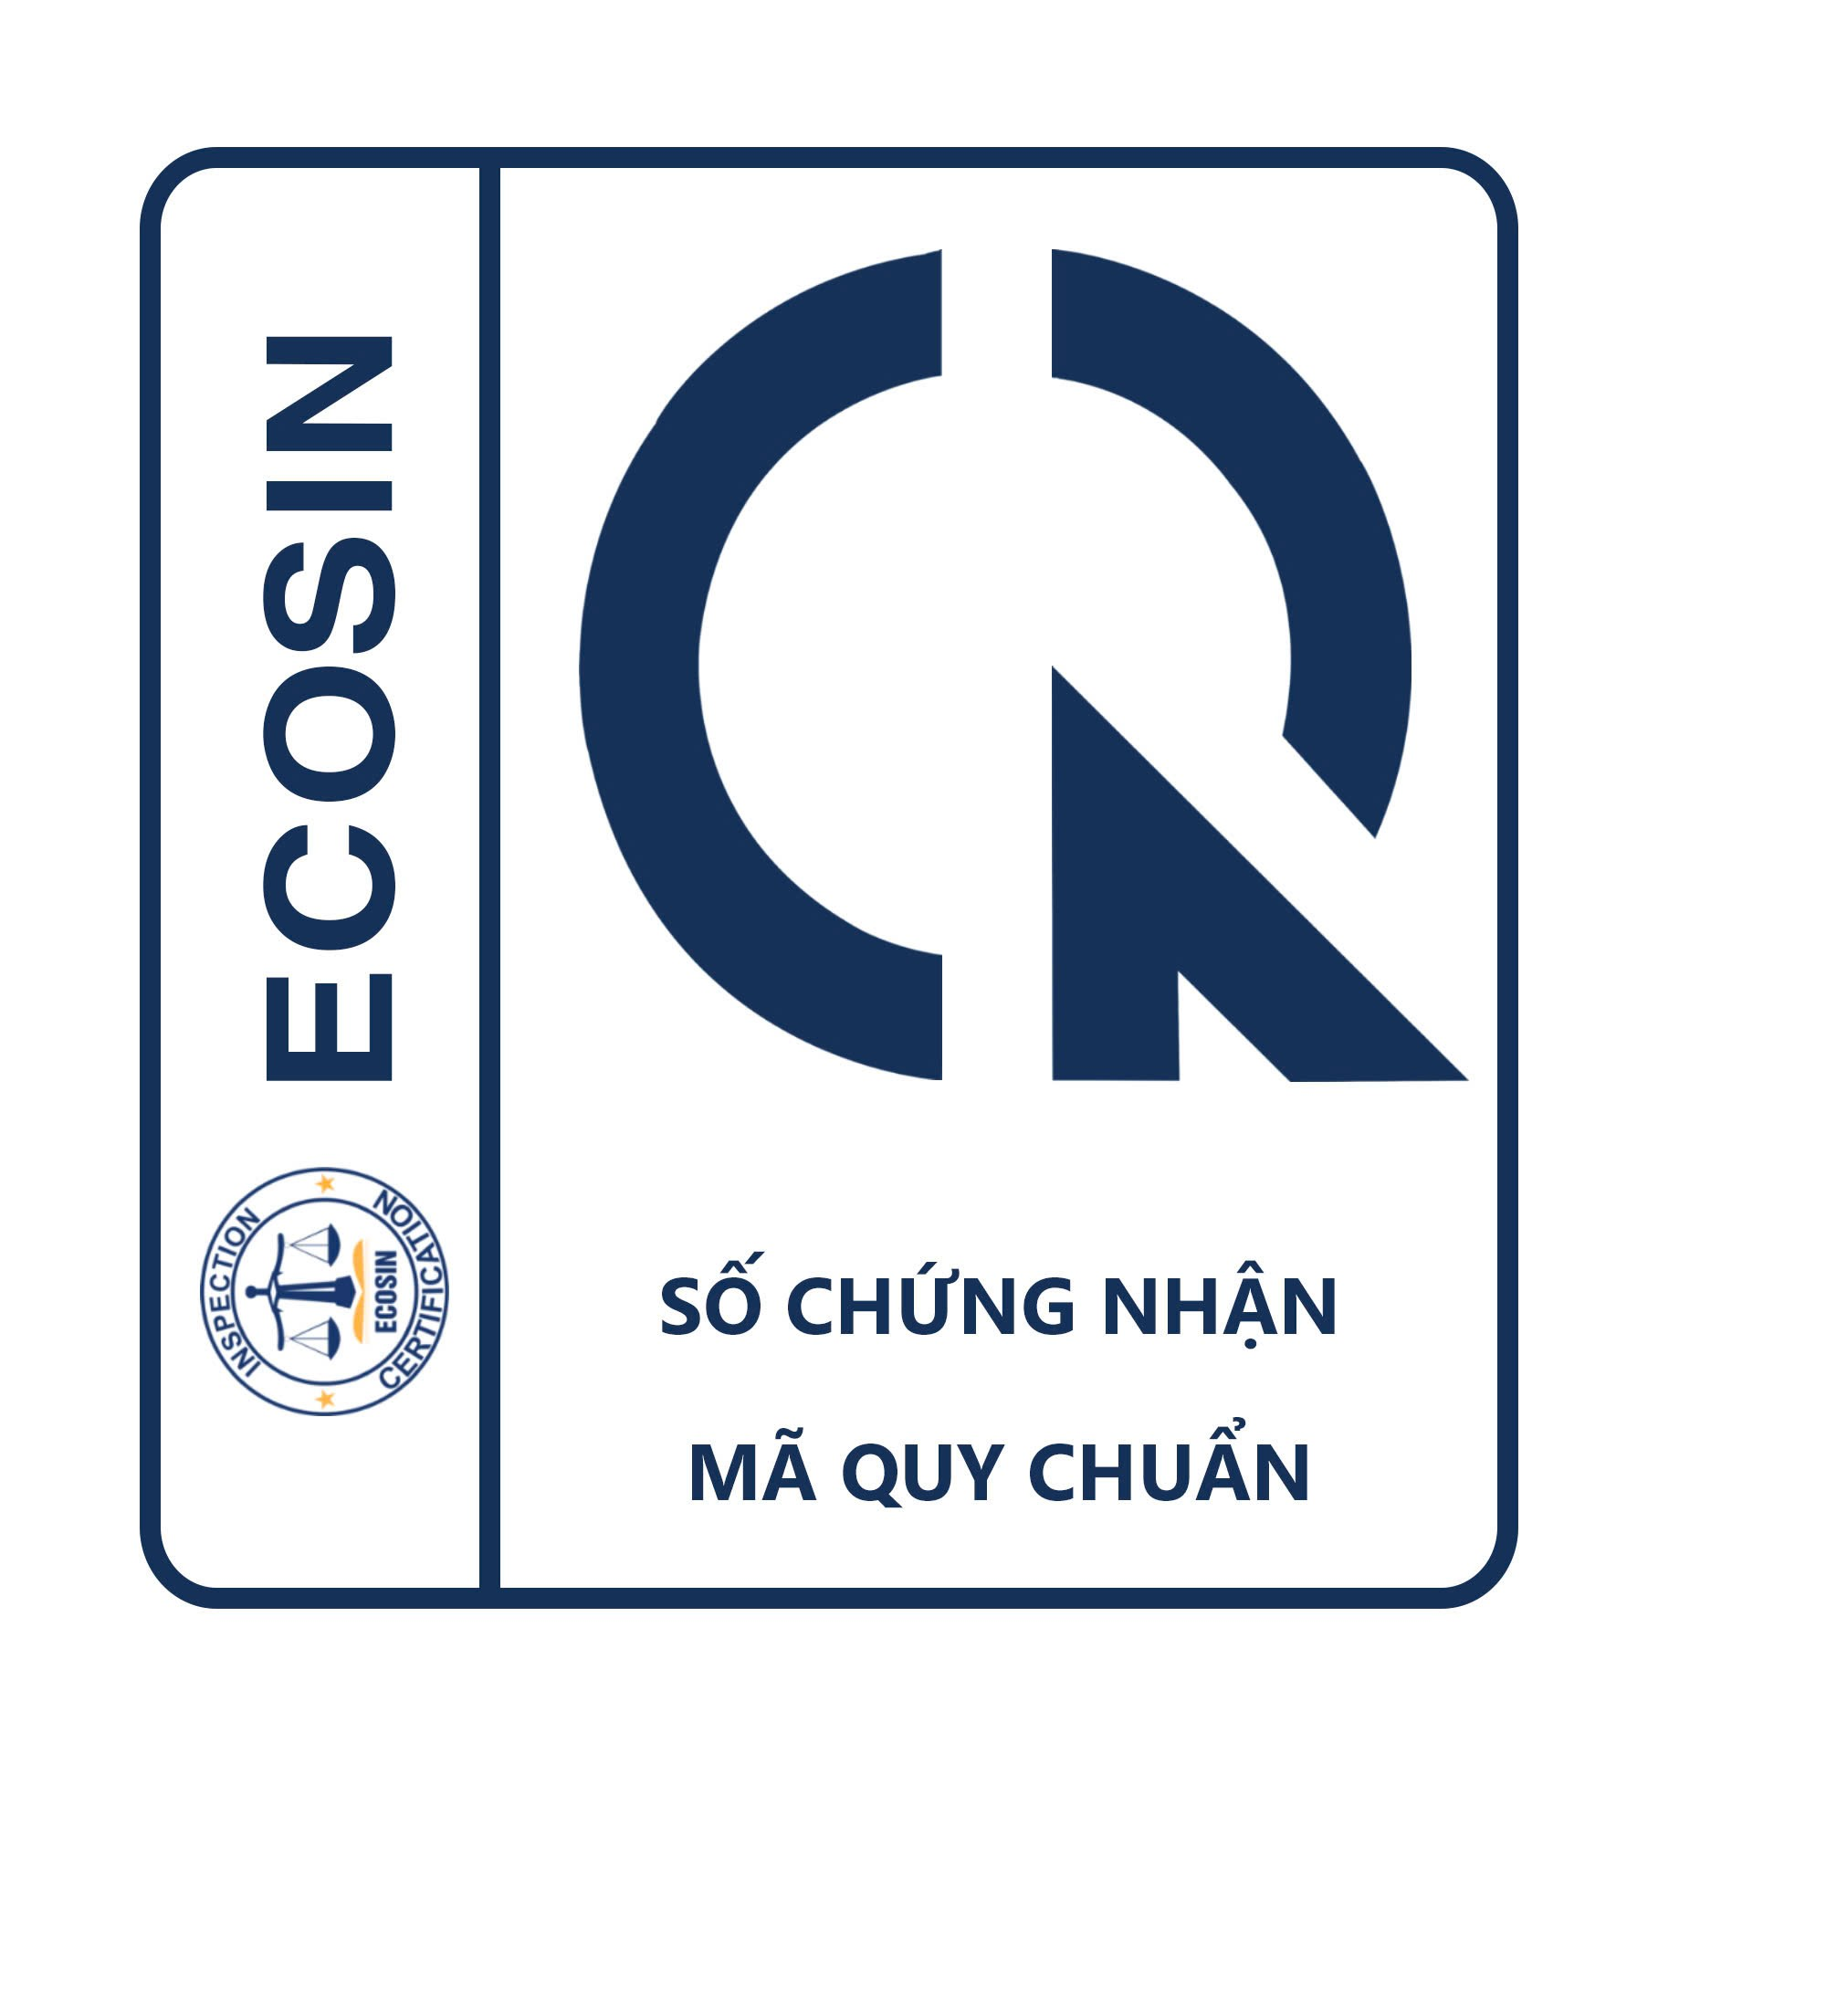 ECOSIN
INSPECTION
ECOSIN
CERTIFICATION
SỐ CHỨNG NHẬN
MÃ QUY CHUẨN